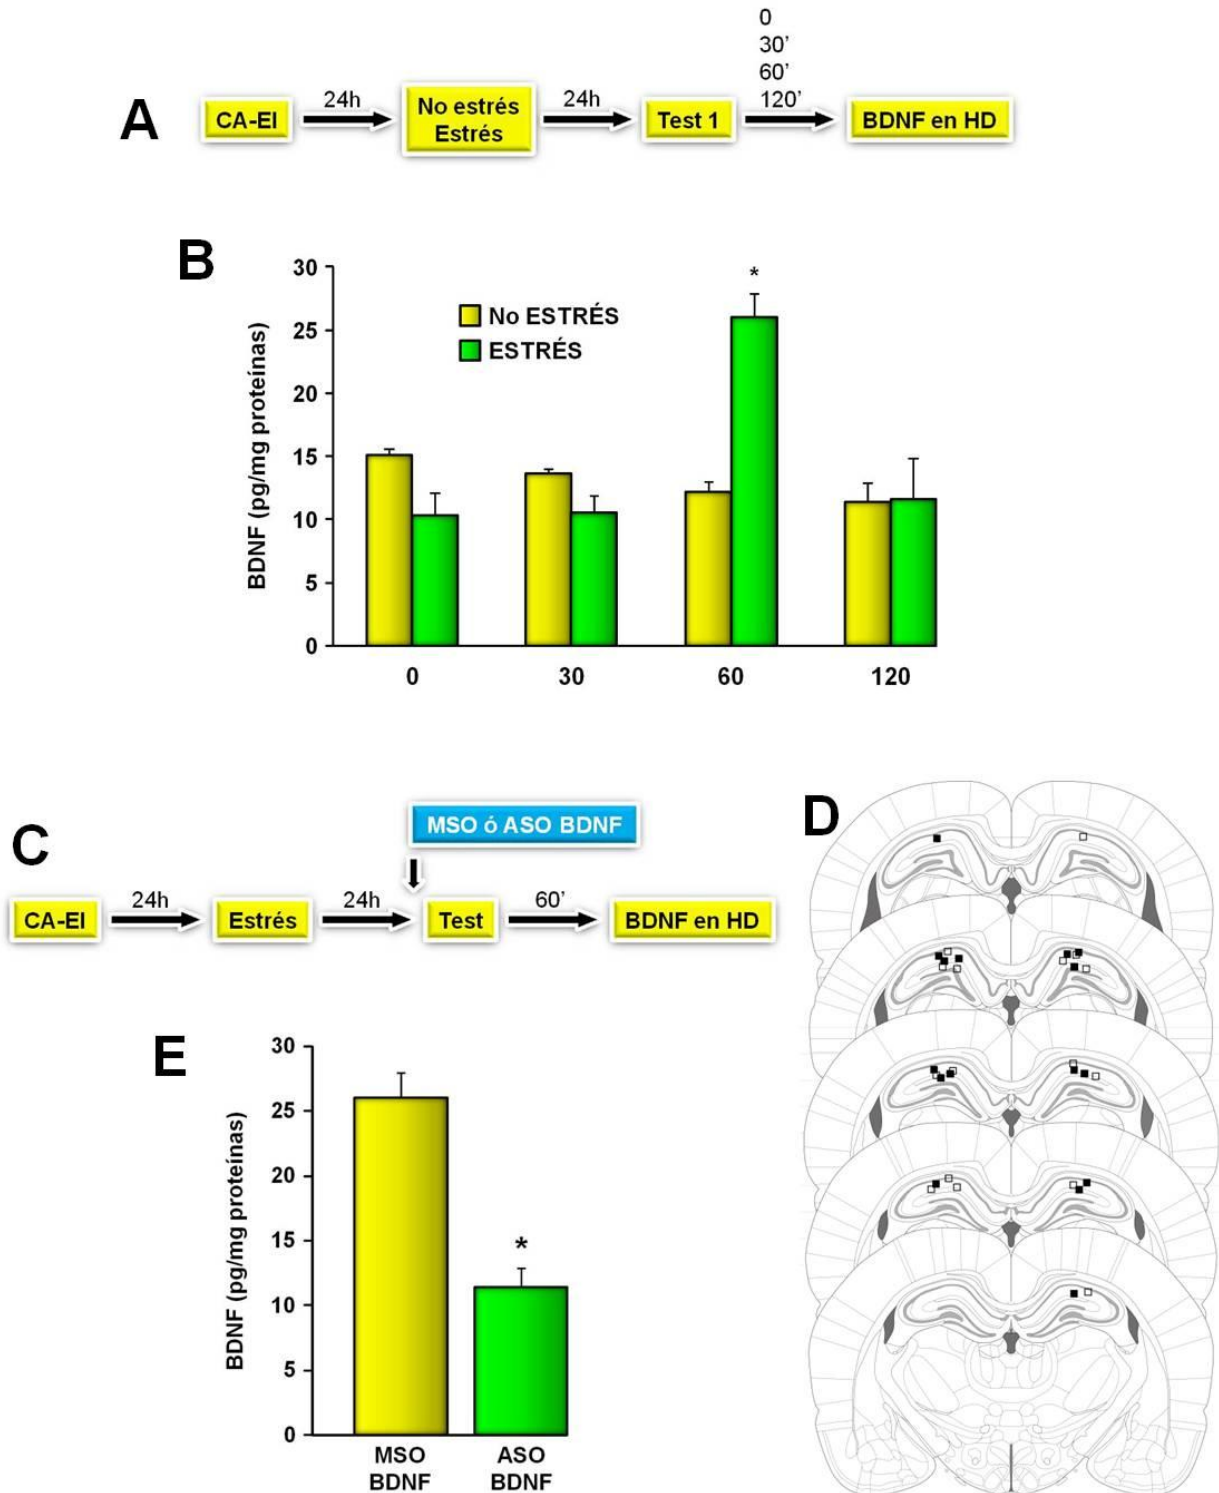 A
CA-EI
24h
No estrés
Estrés
24h
Test 1
0
30’
60’
120’
BDNF en HD
B
BDNF (pg/mg proteínas)
30
25
20
15
10
5
0
No ESTRÉS
ESTRÉS
*
0
30
60
120
C
MSO ó ASO BDNF
CA-EI
24h
Estrés
24h
Test
60’
BDNF en HD
D
E
BDNF (pg/mg proteínas)
30
25
20
15
10
5
0
*
MSO
BDNF
ASO
BDNF